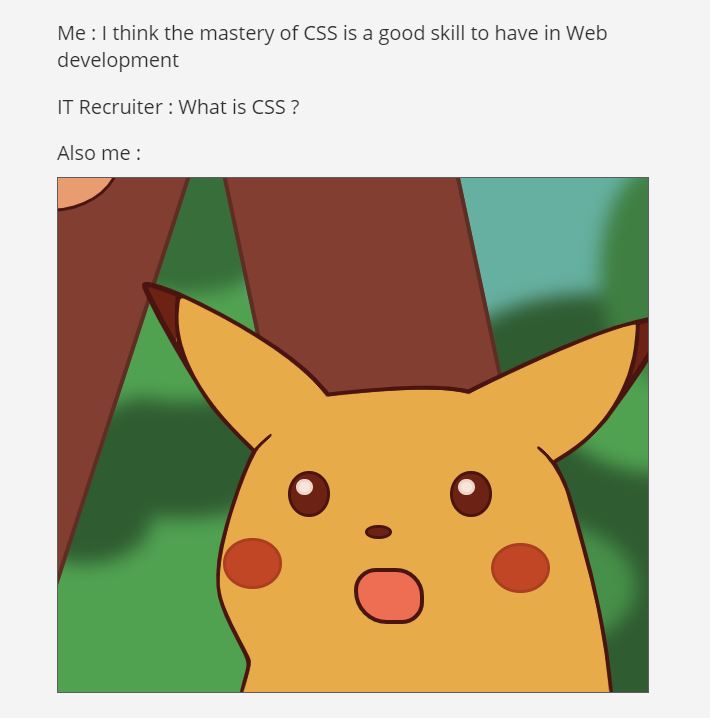 Me : I think the mastery of CSS is a good skill to have in Web
development
IT Recruiter : What is CSS ?
Also me :